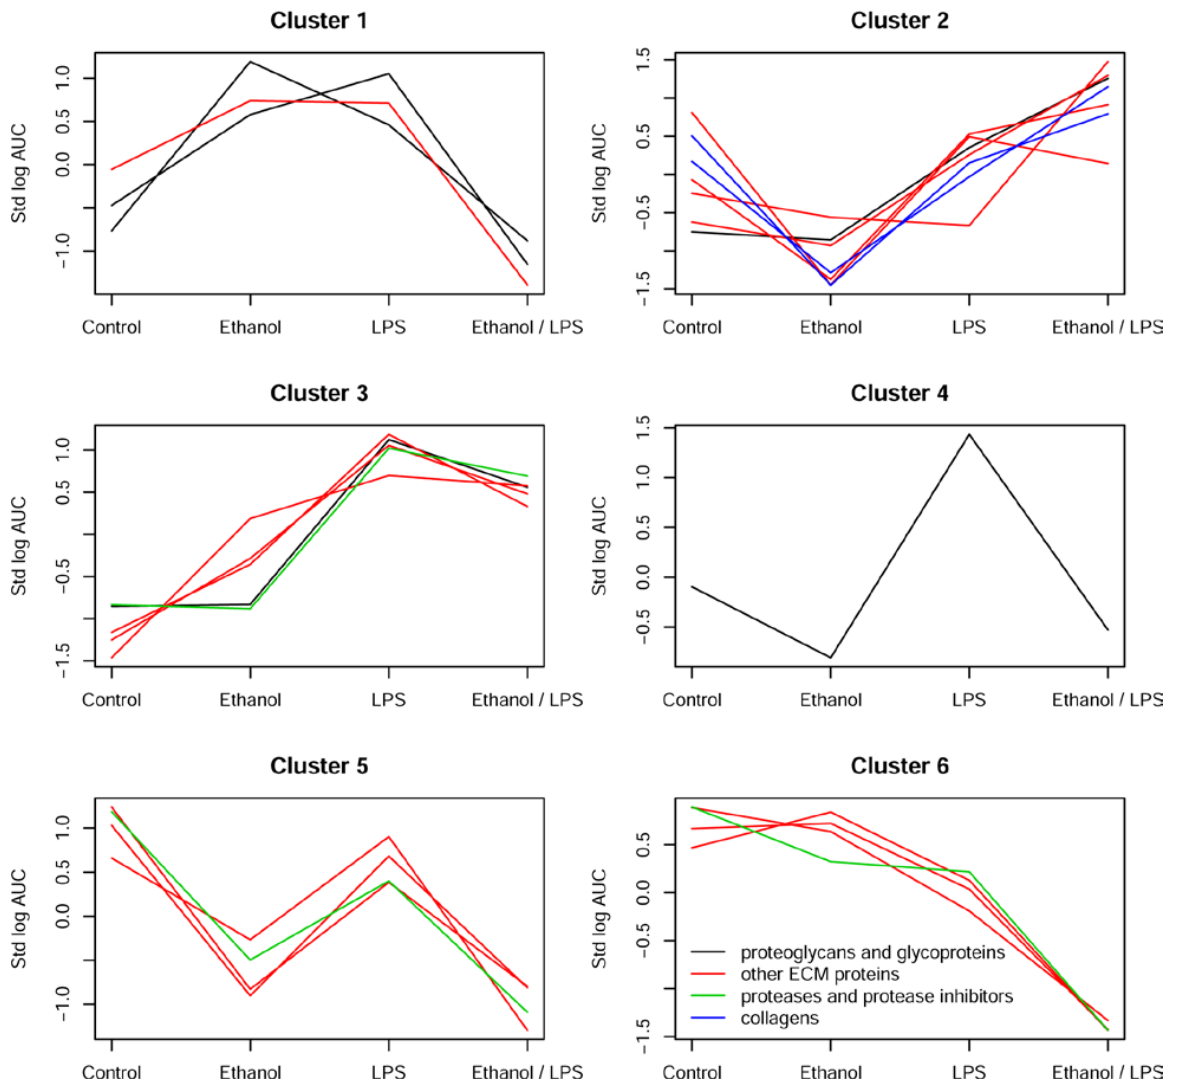 Cluster 1
Std log AUC
1.0
0.5
0.0
−1.0
Control Ethanol LPS Ethanol / LPS
Cluster 2
Std log AUC
1.5
0.5
−0.5
−1.5
Control Ethanol LPS Ethanol / LPS
Cluster 3
Std log AUC
1.0
0.5
−0.5
−1.5
Control Ethanol LPS Ethanol / LPS
Cluster 4
Std log AUC
1.5
1.0
0.5
0.0
−0.5
Control Ethanol LPS Ethanol / LPS
Cluster 5
Std log AUC
1.0
0.5
0.0
−1.0
Control Ethanol LPS Ethanol / LPS
Cluster 6
Std log AUC
0.5
0.0
−0.5
−1.5
proteoglycans and glycoproteins
other ECM proteins
proteases and protease inhibitors
collagens
Control Ethanol LPS Ethanol / LPS